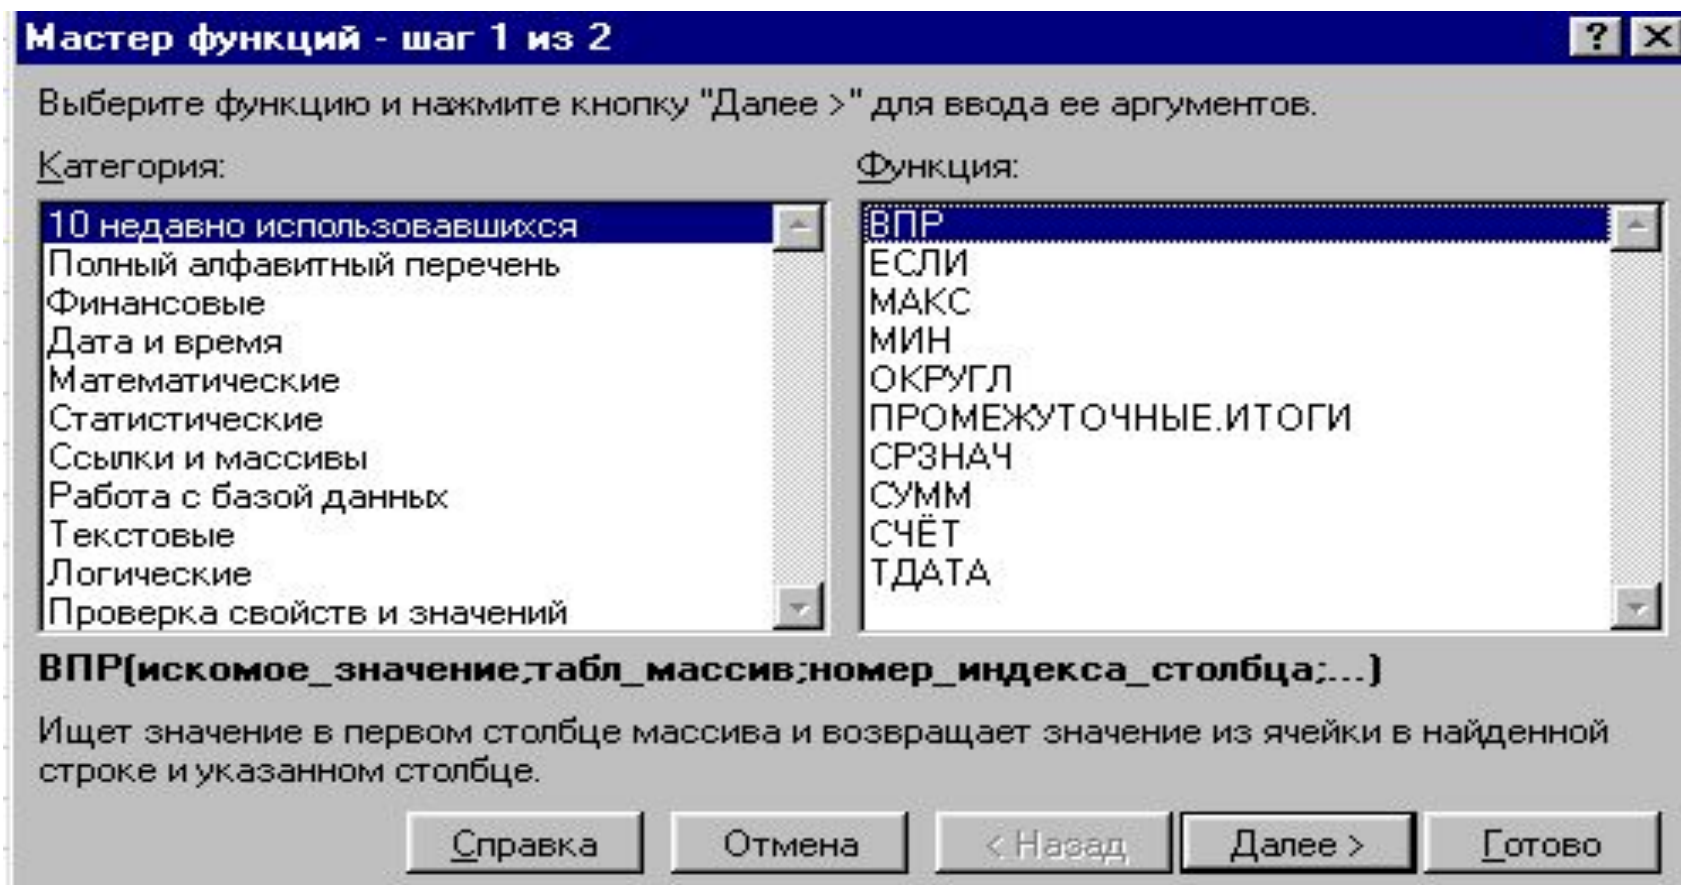 Мастер функций - шаг 1 из 2
Выберите функцию и нажмите кнопку "Далее >" для ввода ее аргументов.
Категория:
10 недавно использовавшихся
Полный алфавитный перечень
Финансовые
Дата и время
Математические
Статистические
Ссылки и массивы
Работа с базой данных
Текстовые
Логические
Проверка свойств и значений
Функция:
ВПР
ЕСЛИ
МАКС
МИН
ОКРУГЛ
ПРОМЕЖУТОЧНЫЕ.ИТОГИ
СРЗНАЧ
СУММ
СЧЁТ
ТДАТА
ВПР(искомое_значение;табл_массив;номер_индекса_столбца;...)
Ищет значение в первом столбце массива и возвращает значение из ячейки в найденной
строке и указанном столбце.
Справка Отмена < Назад Далее > Готово